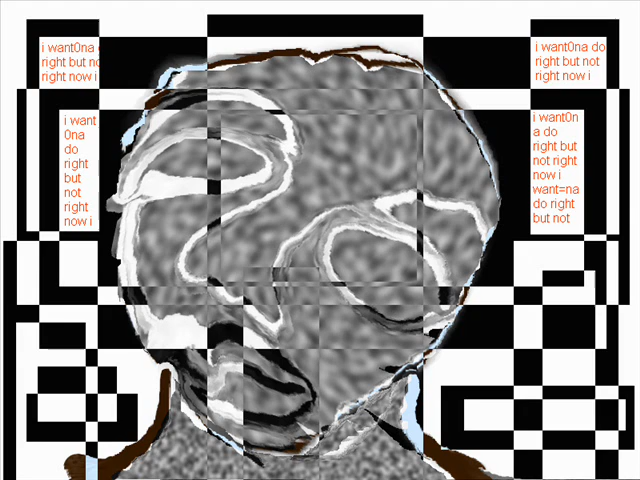 i want0na
right but no
right now i
i want0na do
right but not
right now i
i want
0na
do
right
but
not
right
now i
i want0n
a do
right but
not right
now i
want=na
do right
but not